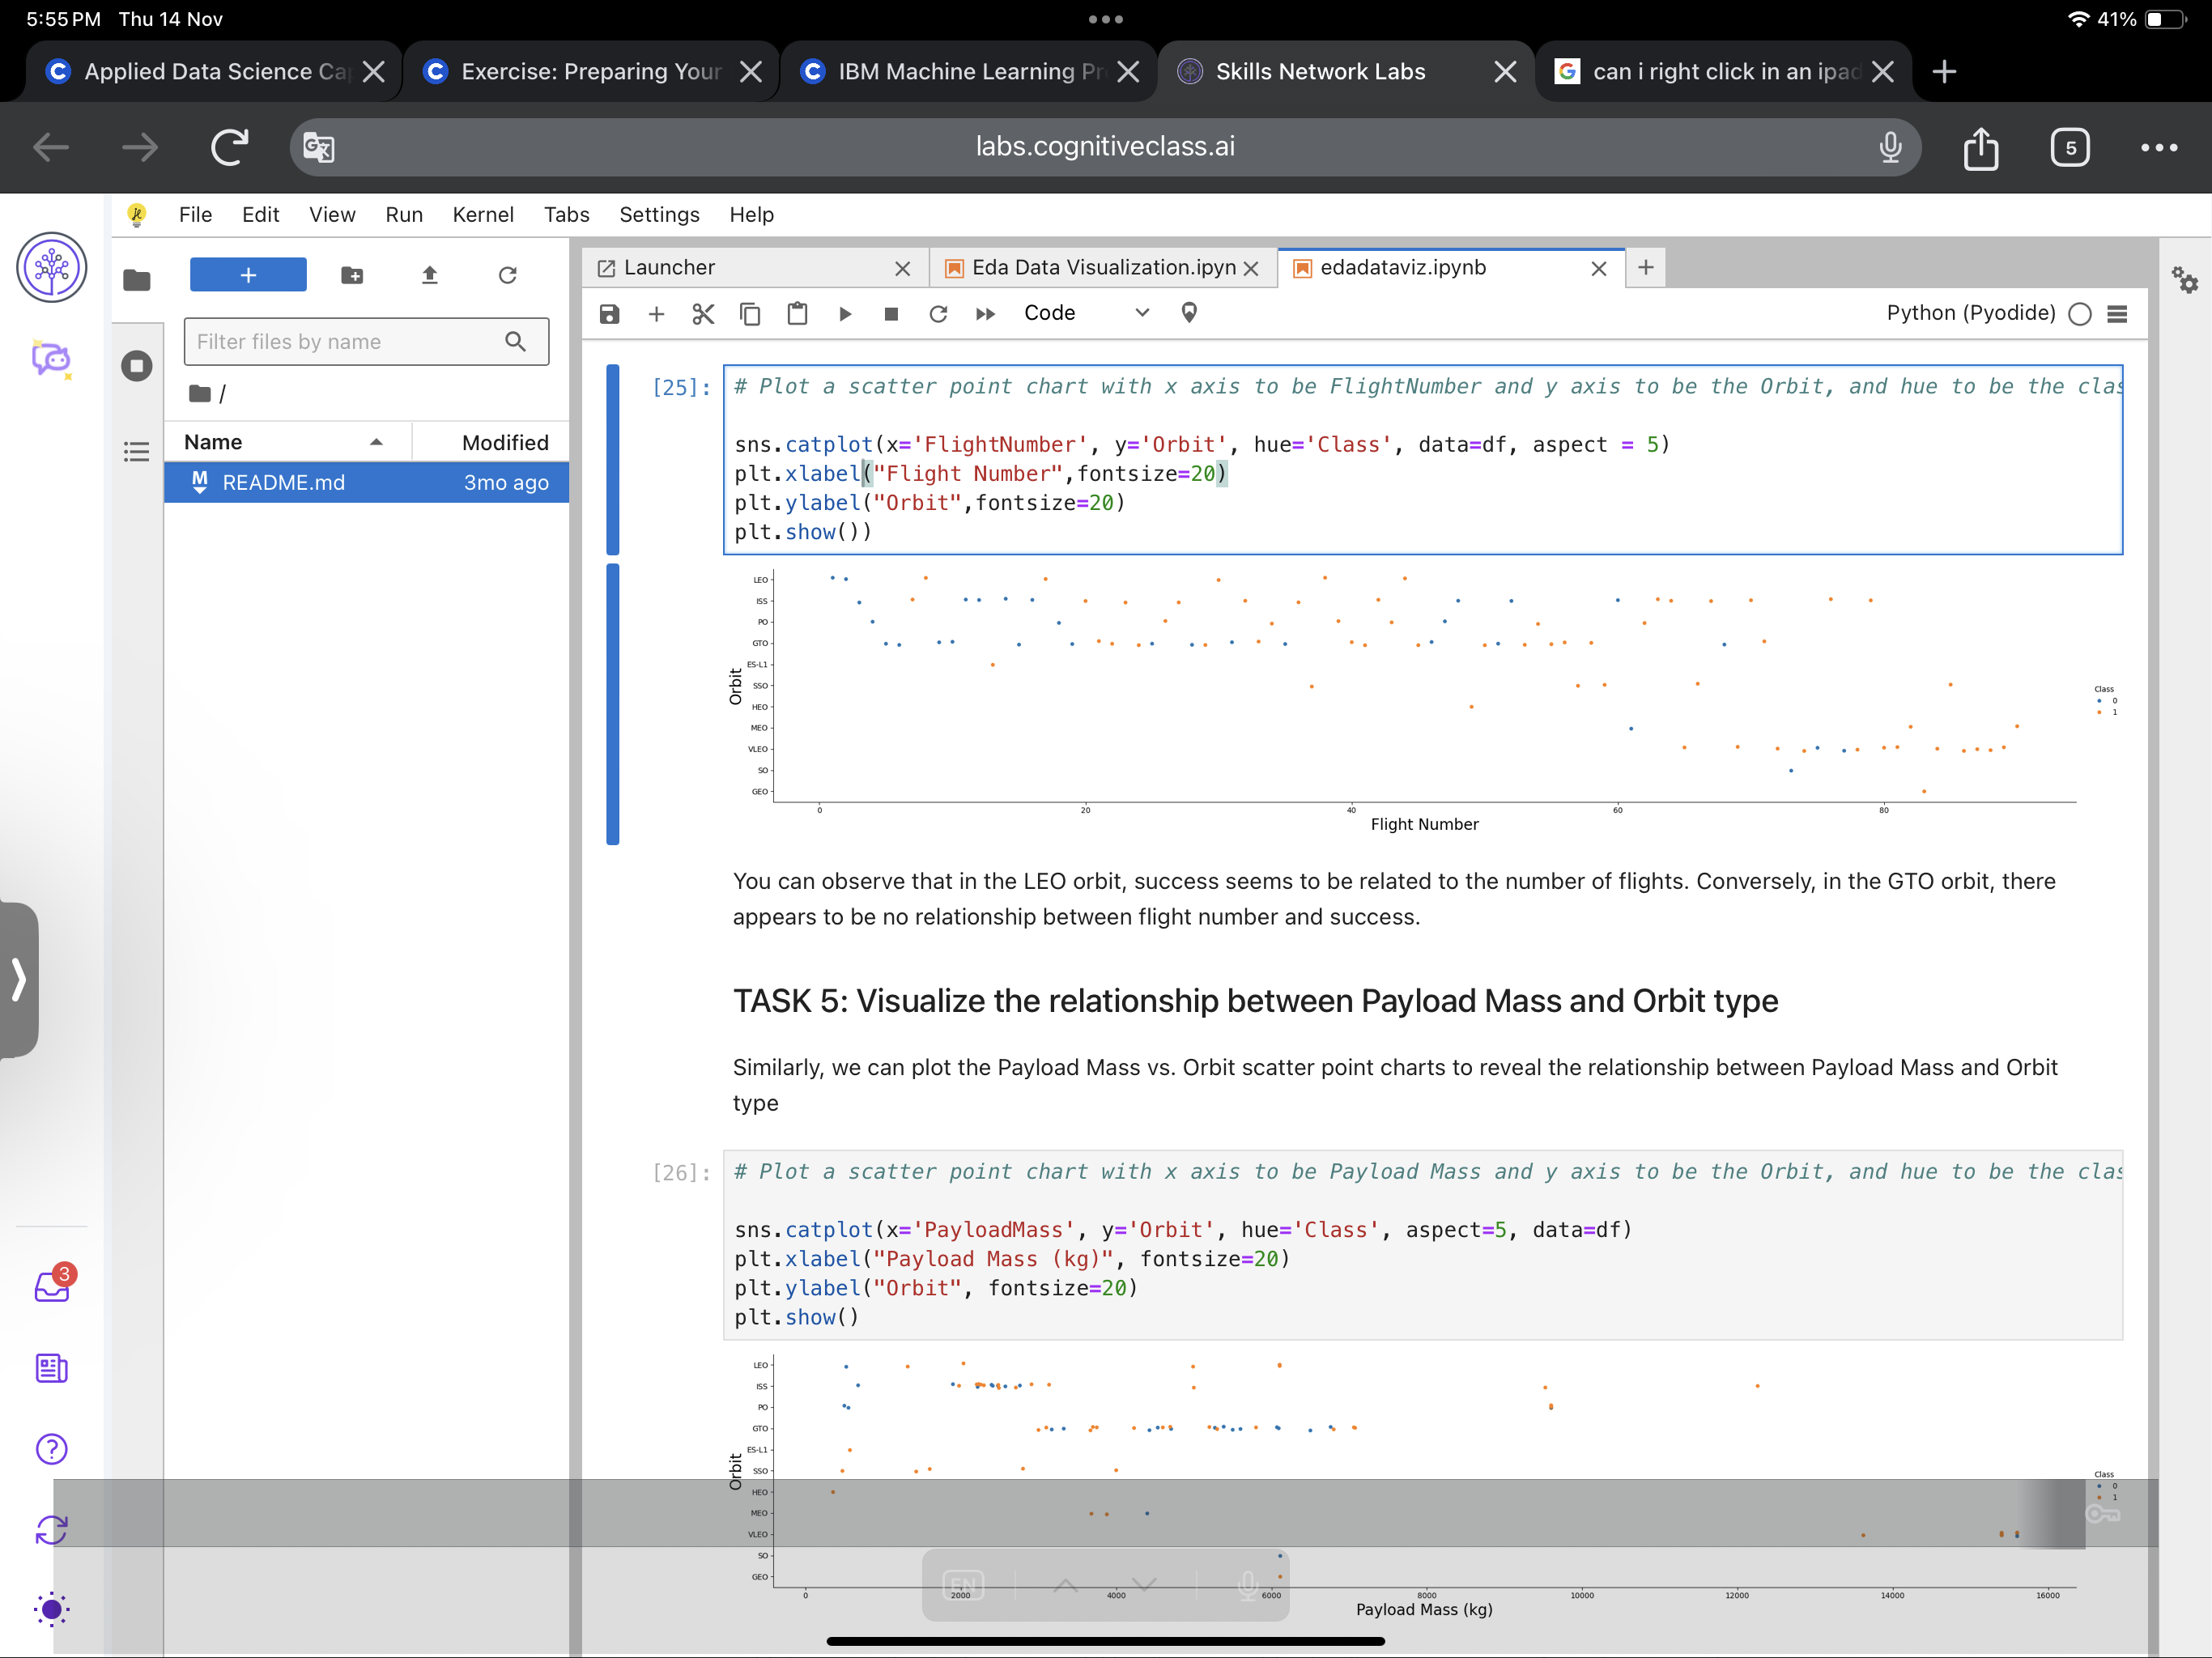 5:55 PM Thu 14 Nov
41%
Applied Data Science Ca
Exercise: Preparing Your
IBM Machine Learning Pr
Skills Network Labs
can i right click in an ipad
labs.cognitiveclass.ai
5
File Edit View Run Kernel Tabs Settings Help
Launcher
Eda Data Visualization.ipyn
edadataviz.ipynb
Code
Python (Pyodide)
Filter files by name
/
Name Modified
README.md 3mo ago
3
[25]:
# Plot a scatter point chart with x axis to be FlightNumber and y axis to be the Orbit, and hue to be the clas
sns.catplot(x='FlightNumber', y='Orbit', hue='Class', data=df, aspect = 5)
plt.xlabel("Flight Number",fontsize=20)
plt.ylabel("Orbit",fontsize=20)
plt.show())
LEO
ISS
PO
GTO
ES-L1
SSO
HEO
MEO
VLEO
SO
GEO
Orbit
0 20 40 60 80
Flight Number
Class
0
1
You can observe that in the LEO orbit, success seems to be related to the number of flights. Conversely, in the GTO orbit, there
appears to be no relationship between flight number and success.
TASK 5: Visualize the relationship between Payload Mass and Orbit type
Similarly, we can plot the Payload Mass vs. Orbit scatter point charts to reveal the relationship between Payload Mass and Orbit
type
[26]:
# Plot a scatter point chart with x axis to be Payload Mass and y axis to be the Orbit, and hue to be the clas
sns.catplot(x='PayloadMass', y='Orbit', hue='Class', aspect=5, data=df)
plt.xlabel("Payload Mass (kg)", fontsize=20)
plt.ylabel("Orbit", fontsize=20)
plt.show()
LEO
ISS
PO
GTO
ES-L1
SSO
HEO
MEO
VLEO
SO
GEO
Orbit
0 2000 4000 6000 8000 10000 12000 14000 16000
Payload Mass (kg)
Class
0
1
EN